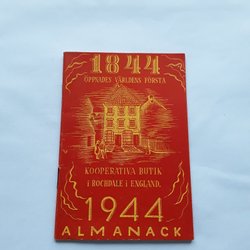 1844
ÖPPNADES VÄRLDENS FÖRSTA
KOOPERATIVA BUTIK
I ROCHDALE I ENGLAND.
1944
ALMANACK